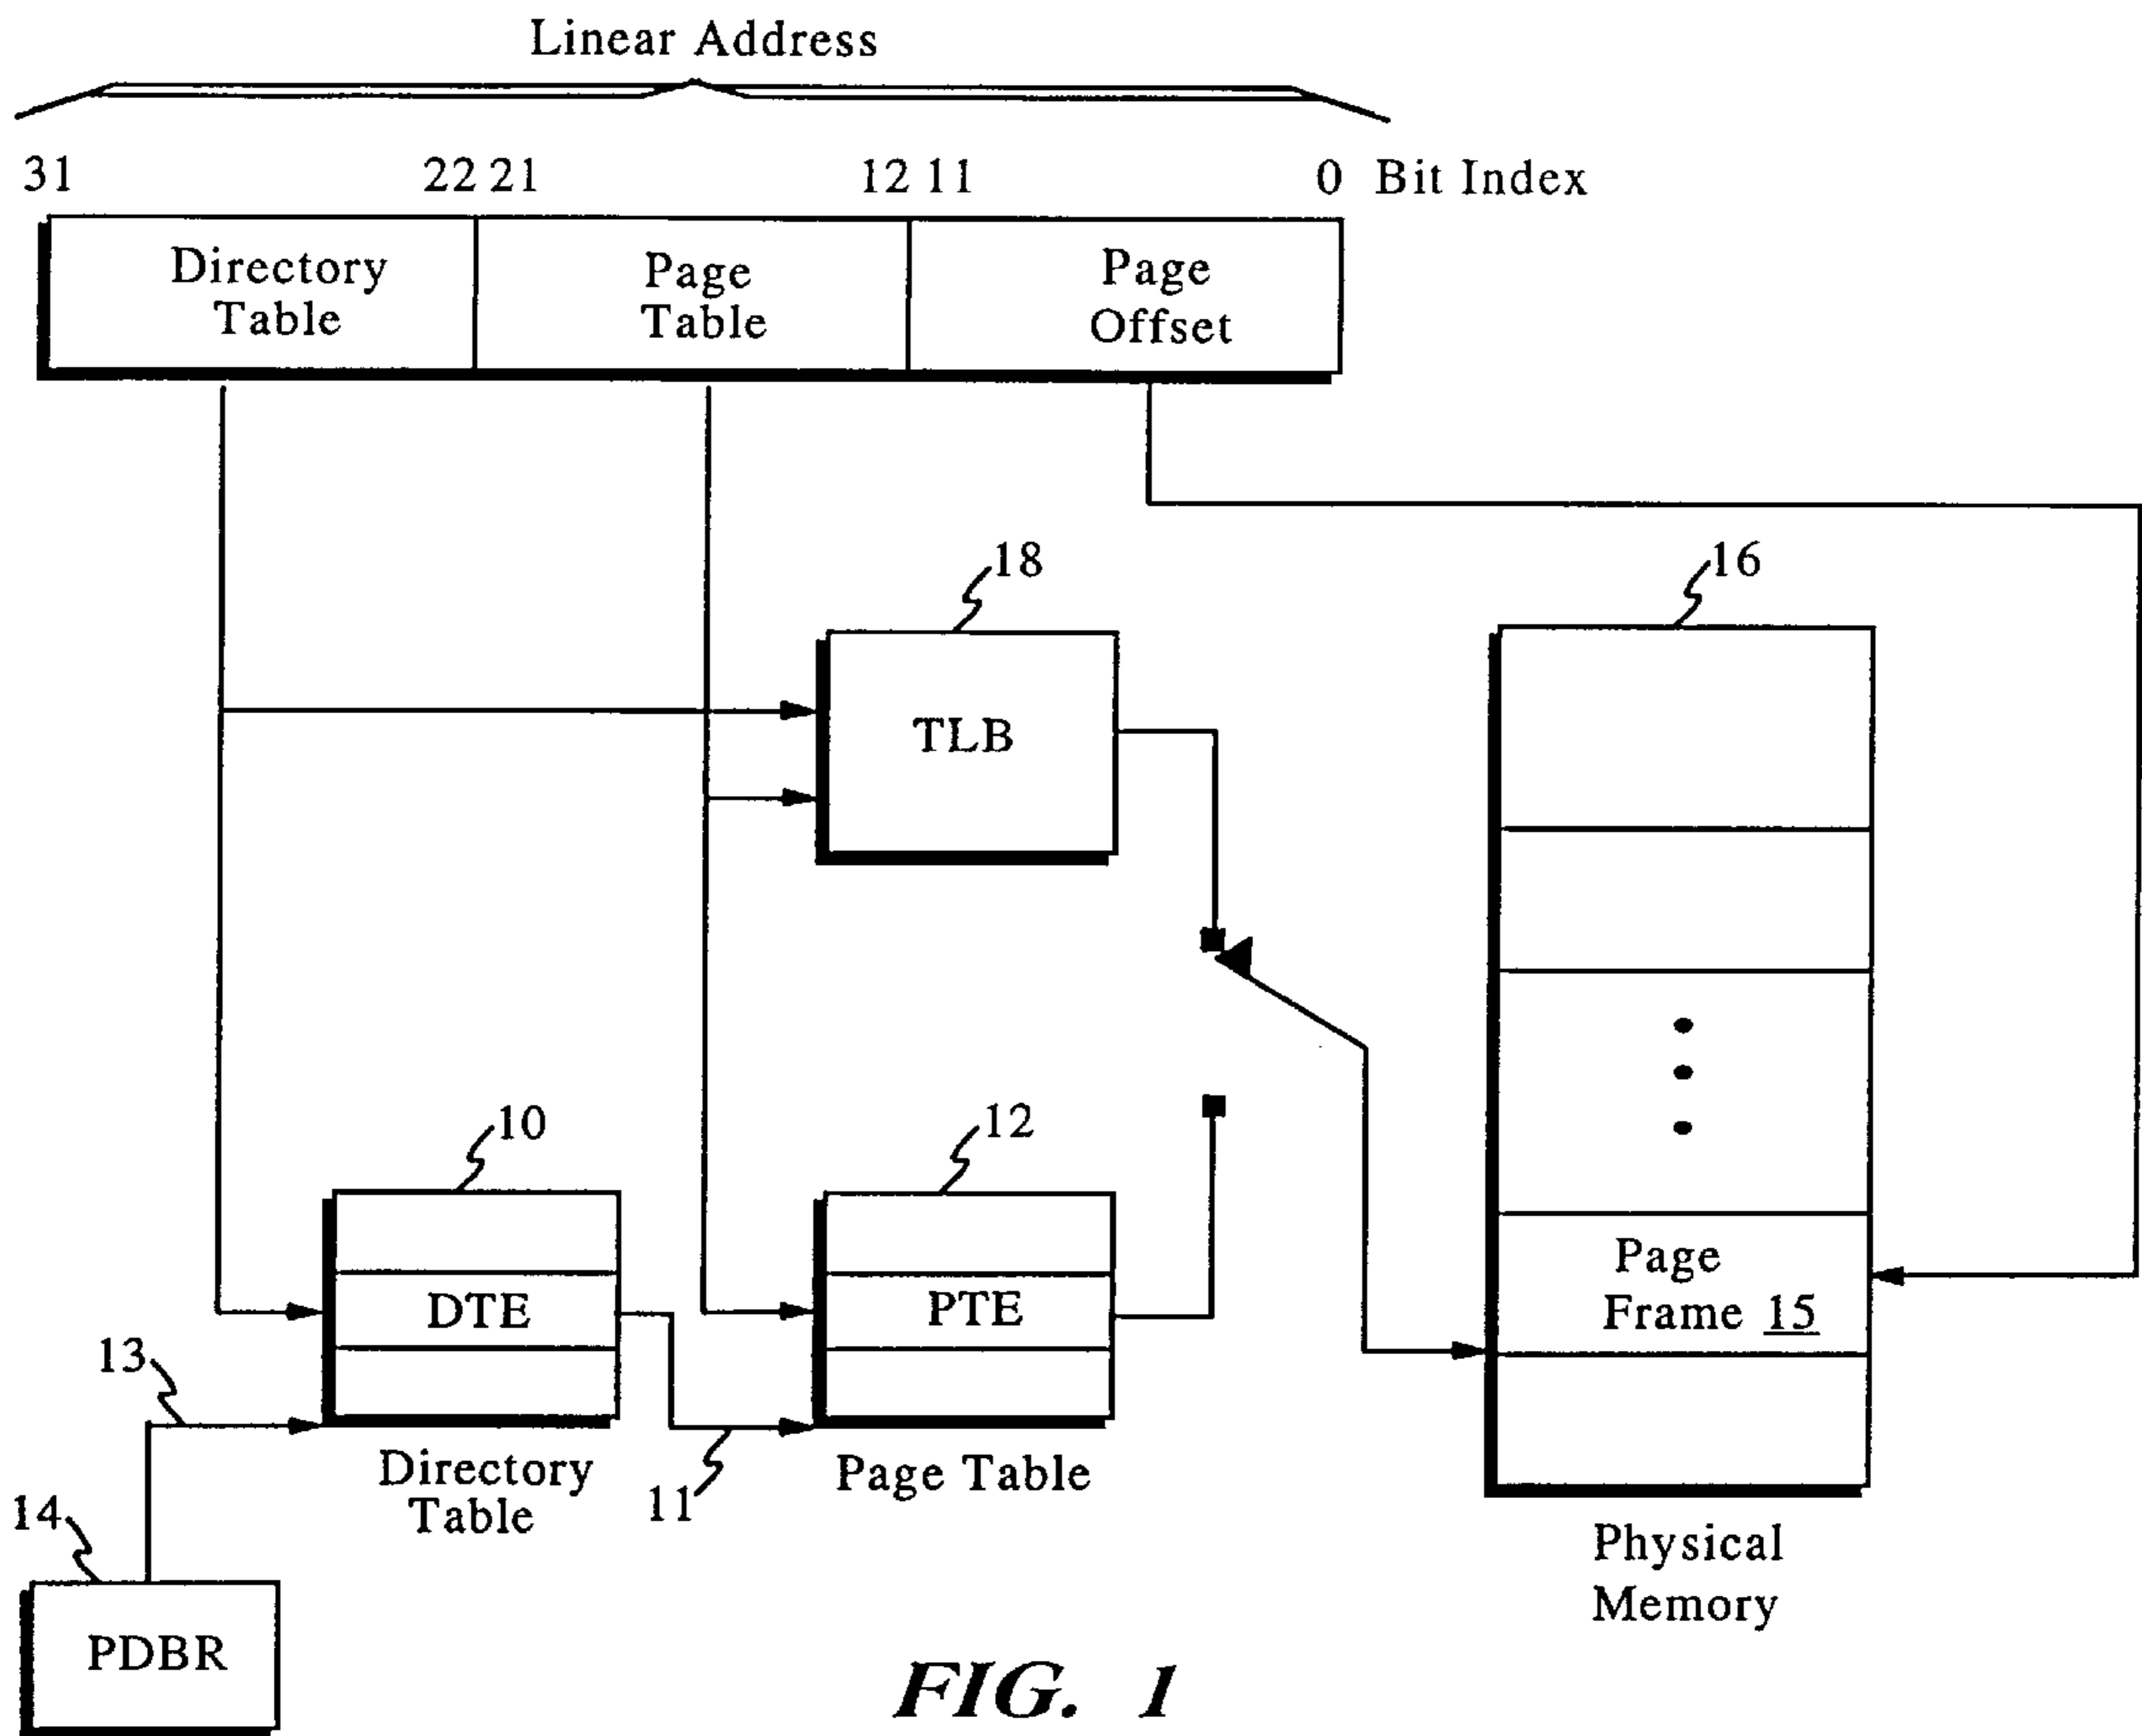 Linear Address
31 22 21 12 11 0 Bit Index
Directory
Table
Page
Table
Page
Offset
18
16
TLB
10
12
DTE
PTE
Page
Frame 15
13
Directory
Table
11
Page Table
14
Physical
Memory
PDBR
FIG. 1